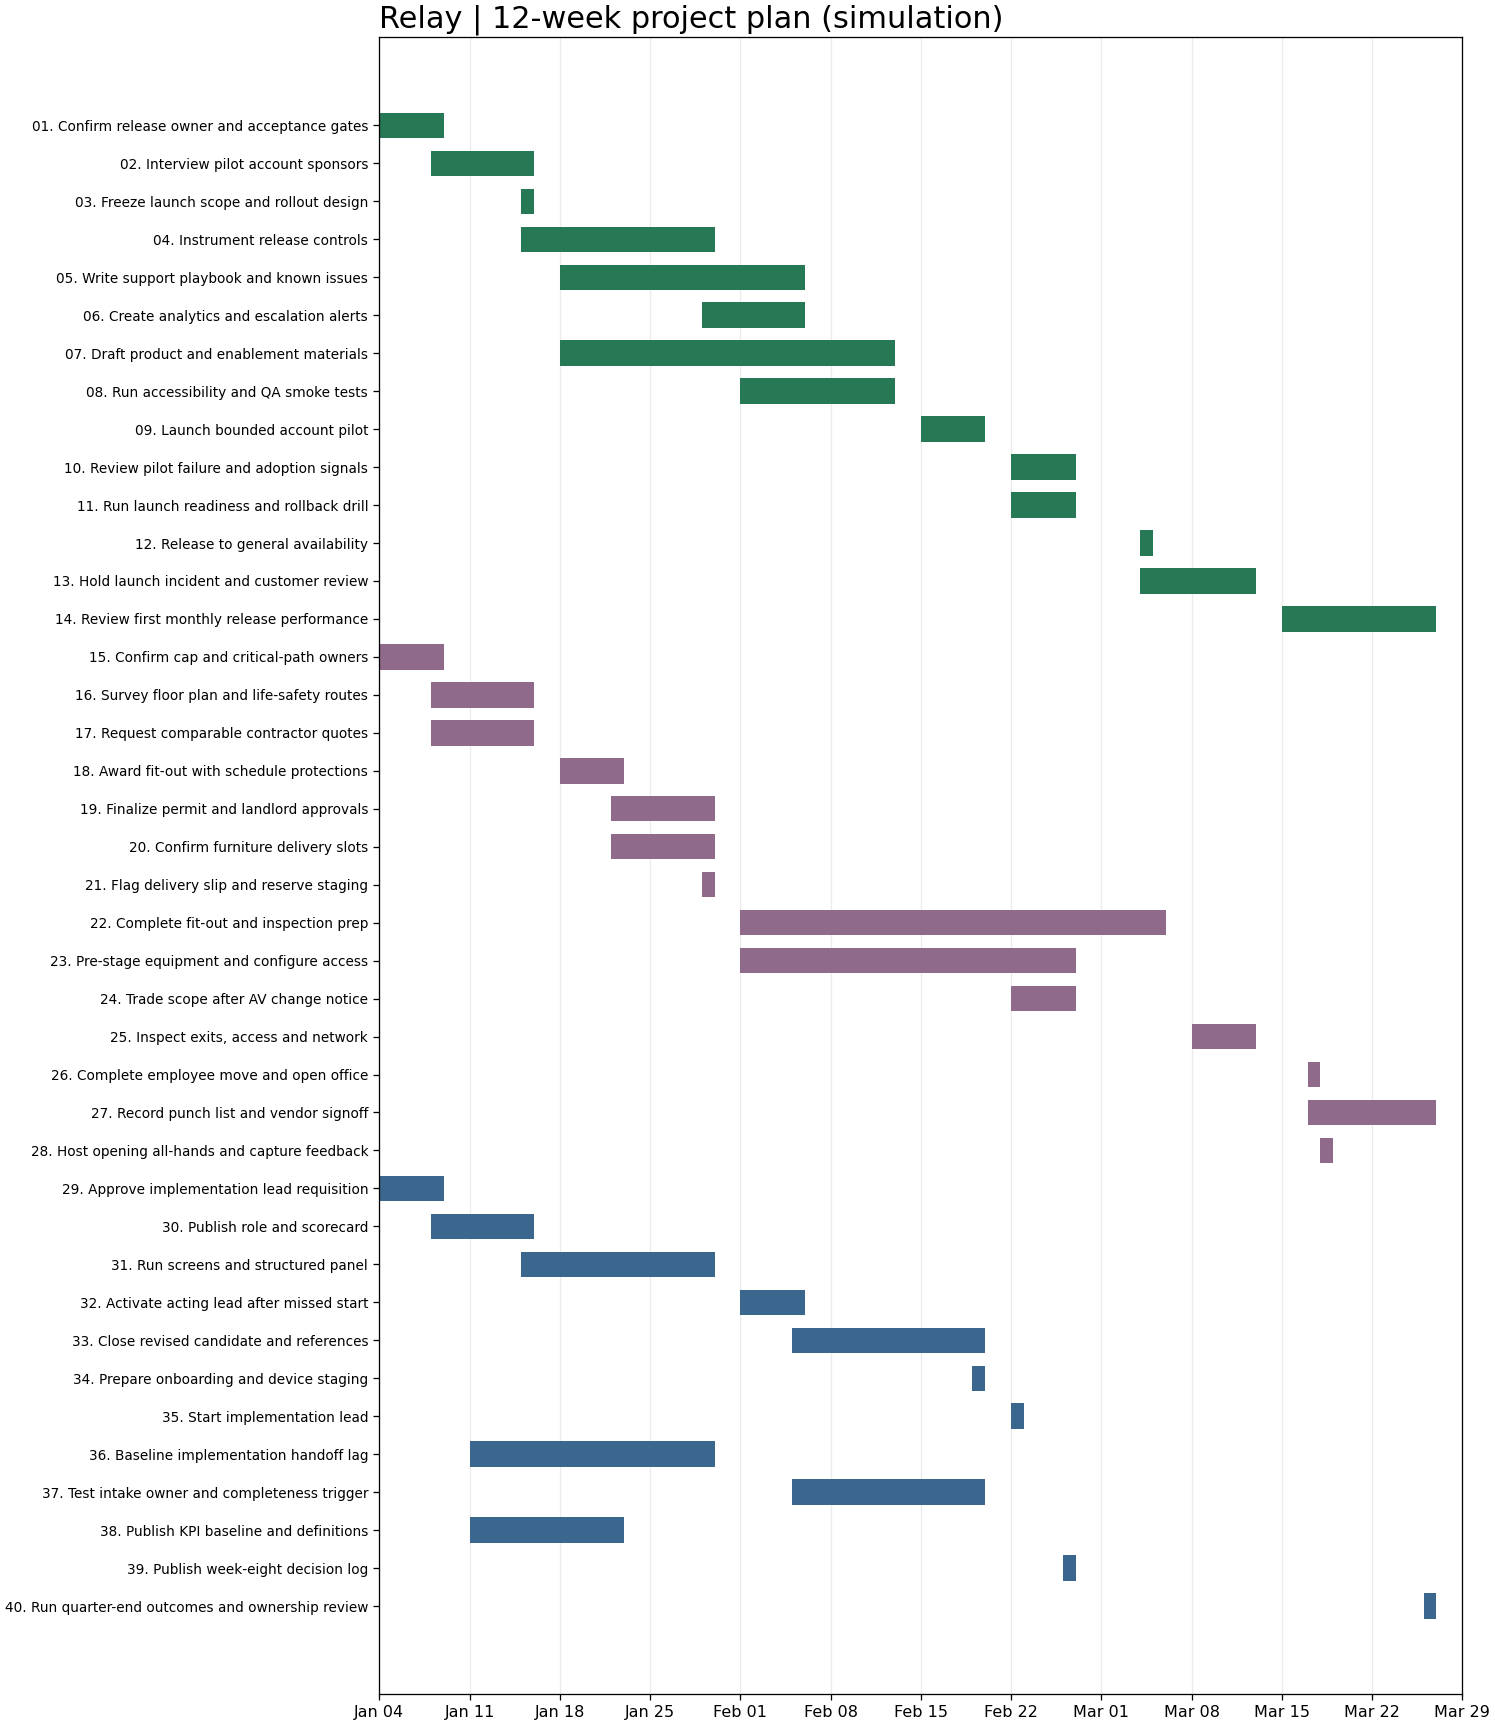 Relay | 12-week project plan (simulation)
01. Confirm release owner and acceptance gates
02. Interview pilot account sponsors
03. Freeze launch scope and rollout design
04. Instrument release controls
05. Write support playbook and known issues
06. Create analytics and escalation alerts
07. Draft product and enablement materials
08. Run accessibility and QA smoke tests
09. Launch bounded account pilot
10. Review pilot failure and adoption signals
11. Run launch readiness and rollback drill
12. Release to general availability
13. Hold launch incident and customer review
14. Review first monthly release performance
15. Confirm cap and critical-path owners
16. Survey floor plan and life-safety routes
17. Request comparable contractor quotes
18. Award fit-out with schedule protections
19. Finalize permit and landlord approvals
20. Confirm furniture delivery slots
21. Flag delivery slip and reserve staging
22. Complete fit-out and inspection prep
23. Pre-stage equipment and configure access
24. Trade scope after AV change notice
25. Inspect exits, access and network
26. Complete employee move and open office
27. Record punch list and vendor signoff
28. Host opening all-hands and capture feedback
29. Approve implementation lead requisition
30. Publish role and scorecard
31. Run screens and structured panel
32. Activate acting lead after missed start
33. Close revised candidate and references
34. Prepare onboarding and device staging
35. Start implementation lead
36. Baseline implementation handoff lag
37. Test intake owner and completeness trigger
38. Publish KPI baseline and definitions
39. Publish week-eight decision log
40. Run quarter-end outcomes and ownership review
Jan 04 Jan 11 Jan 18 Jan 25 Feb 01 Feb 08 Feb 15 Feb 22 Mar 01 Mar 08 Mar 15 Mar 22 Mar 29